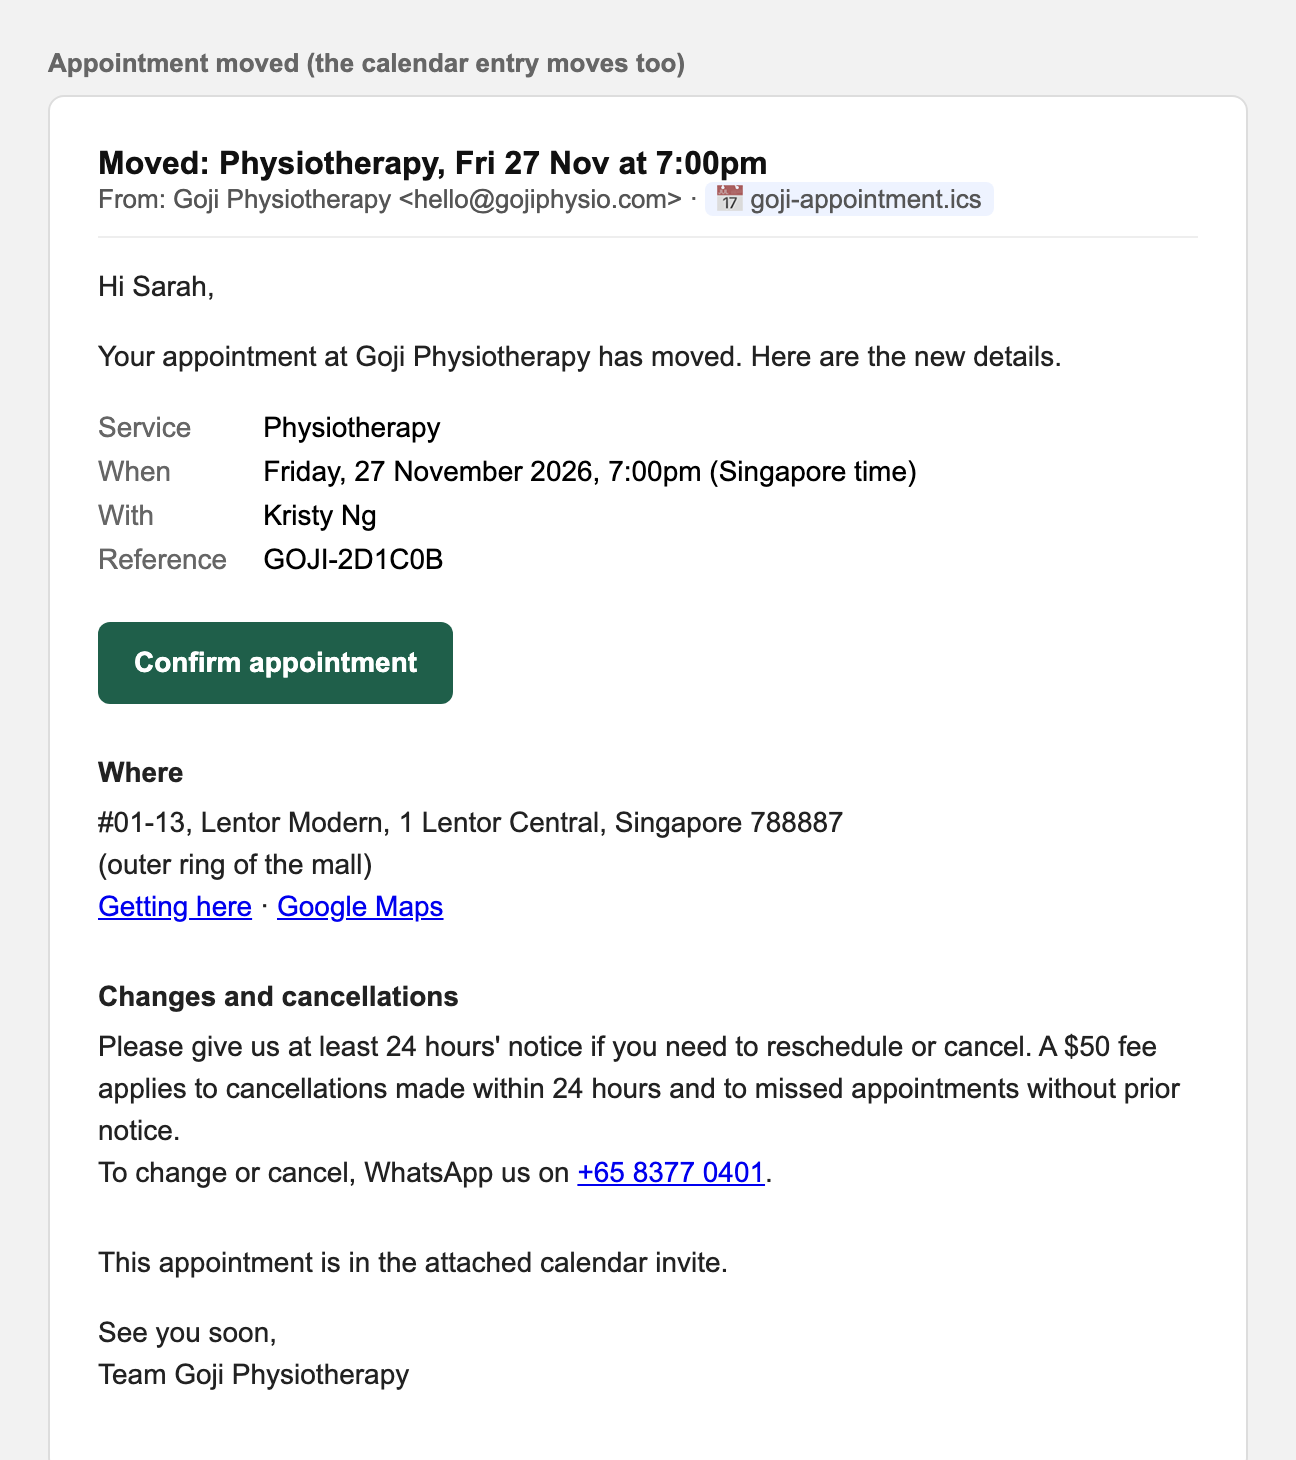 Appointment moved (the calendar entry moves too)
Moved: Physiotherapy, Fri 27 Nov at 7:00pm
From: Goji Physiotherapy <hello@gojiphysio.com> · 17 goji-appointment.ics
Hi Sarah,
Your appointment at Goji Physiotherapy has moved. Here are the new details.
Service Physiotherapy
When Friday, 27 November 2026, 7:00pm (Singapore time)
With Kristy Ng
Reference GOJI-2D1C0B
Confirm appointment
Where
#01-13, Lentor Modern, 1 Lentor Central, Singapore 788887
(outer ring of the mall)
Getting here · Google Maps
Changes and cancellations
Please give us at least 24 hours' notice if you need to reschedule or cancel. A $50 fee
applies to cancellations made within 24 hours and to missed appointments without prior
notice.
To change or cancel, WhatsApp us on +65 8377 0401.
This appointment is in the attached calendar invite.
See you soon,
Team Goji Physiotherapy